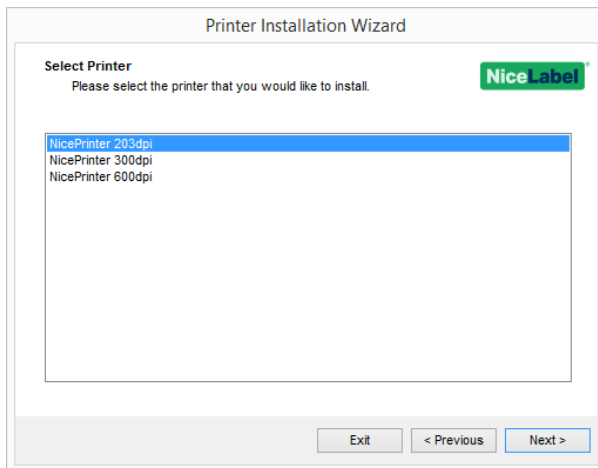 Printer Installation Wizard
Select Printer
Please select the printer that you would like to install.
NiceLabel
NicePrinter 203dpi
NicePrinter 300dpi
NicePrinter 600dpi
Exit
< Previous
Next >